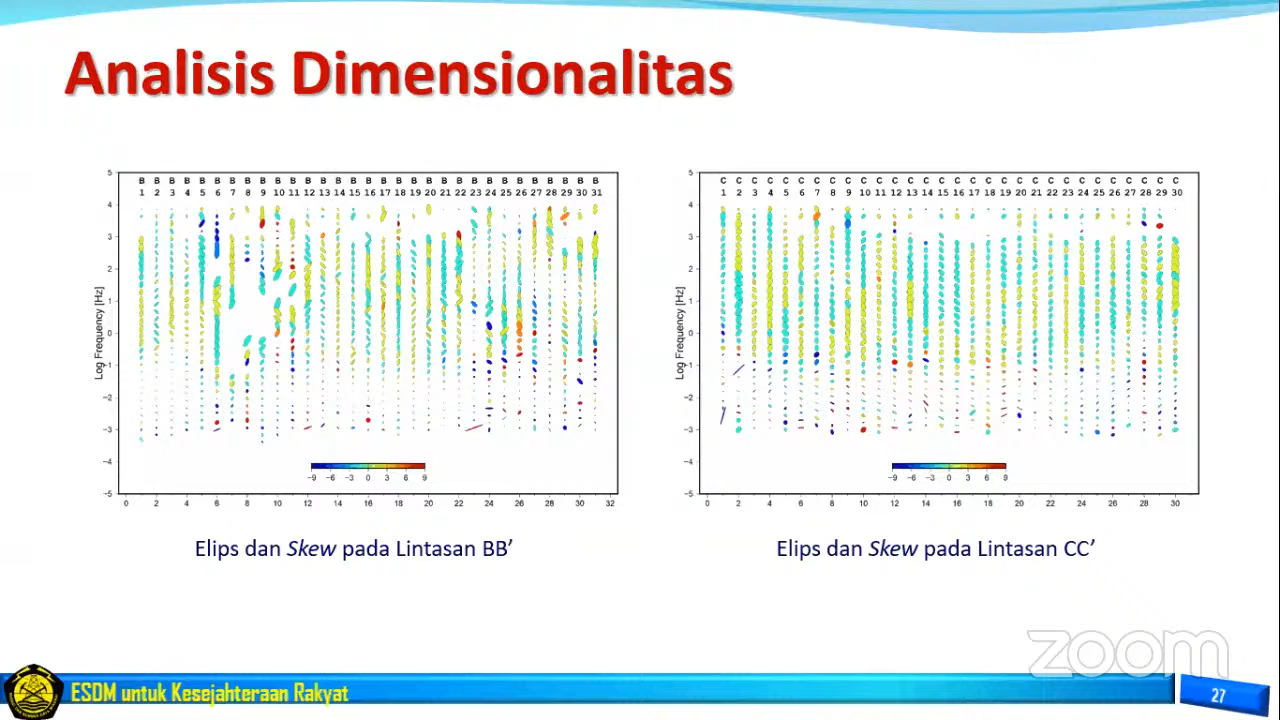 Analisis Dimensionalitas
B B B B B B B B B B B B B B B B B B B B B B B B B B B B B B B
1 2 3 4 5 6 7 8 9 10 11 12 13 14 15 16 17 18 19 20 21 22 23 24 25 26 27 28 29 30 31
5
4
3
2
1
0
−1
−2
−3
−4
−5
Log Frequency [Hz]
−9 −6 −3 0 3 6 9
0 2 4 6 8 10 12 14 16 18 20 22 24 26 28 30 32
Elips dan Skew pada Lintasan BB’
C C C C C C C C C C C C C C C C C C C C C C C C C C C C C C
1 2 3 4 5 6 7 8 9 10 11 12 13 14 15 16 17 18 19 20 21 22 23 24 25 26 27 28 29 30
5
4
3
2
1
0
−1
−2
−3
−4
−5
Log Frequency [Hz]
−9 −6 −3 0 3 6 9
0 2 4 6 8 10 12 14 16 18 20 22 24 26 28 30
Elips dan Skew pada Lintasan CC’
zoom
ESDM untuk Kesejahteraan Rakyat
27